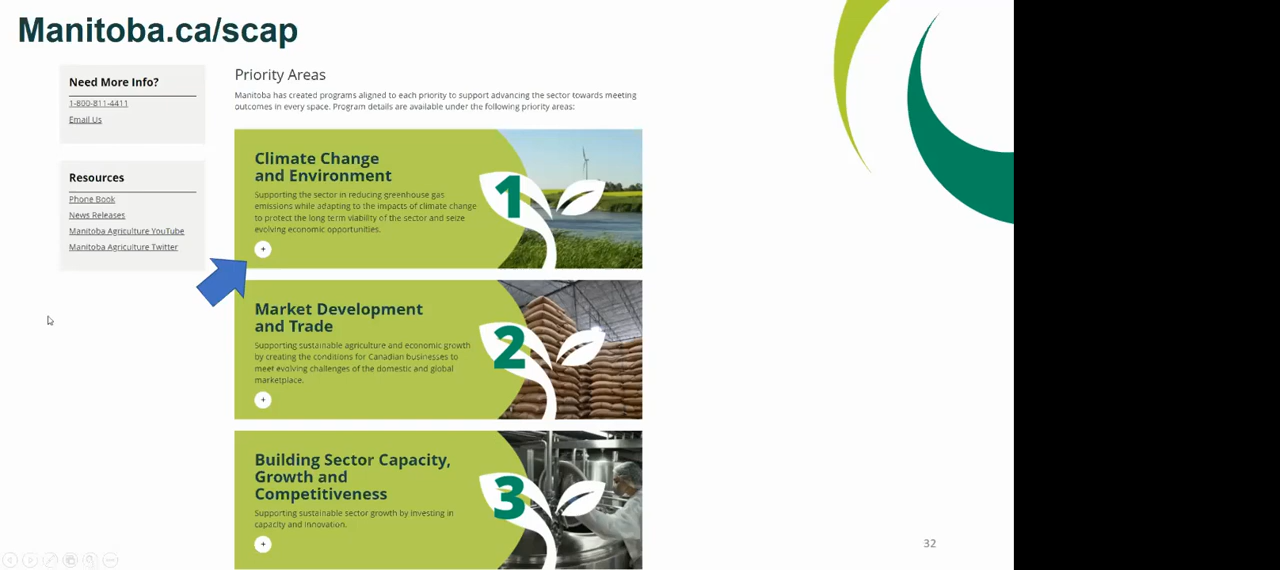 Manitoba.ca/scap
Need More Info?
1-800-811-4411
Email Us
Resources
Phone Book
News Releases
Manitoba Agriculture YouTube
Manitoba Agriculture Twitter
Priority Areas
Manitoba has created programs aligned to each priority to support advancing the sector towards meeting
outcomes in every space. Program details are available under the following priority areas:
Climate Change
and Environment
Supporting the sector in reducing greenhouse gas
emissions while adapting to the impacts of climate change
to protect the long term viability of the sector and seize
evolving economic opportunities.
+
1
Market Development
and Trade
Supporting sustainable agriculture and economic growth
by creating the conditions for Canadian businesses to
meet evolving challenges of the domestic and global
marketplace.
+
2
Building Sector Capacity,
Growth and
Competitiveness
Supporting sustainable sector growth by investing in
capacity and innovation.
+
3
32